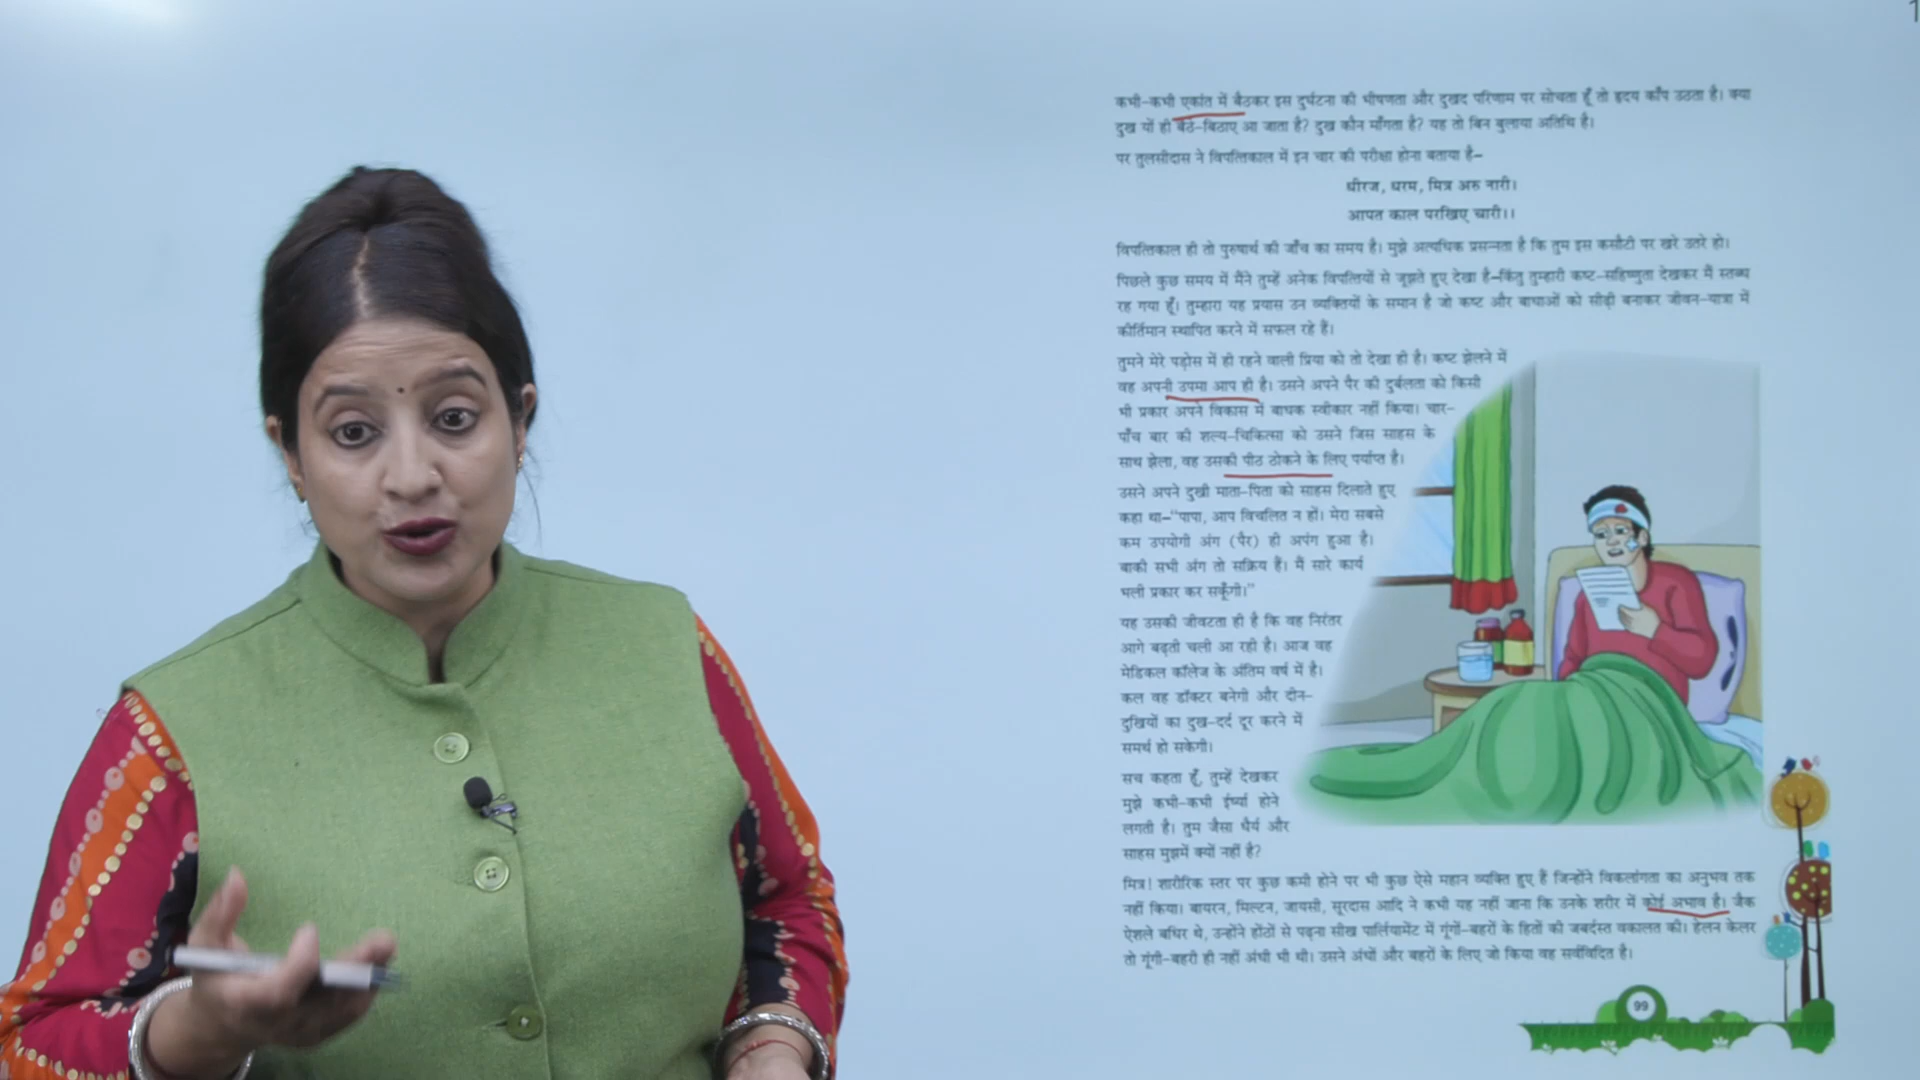 कभी-कभी एकांत में बैठकर इस दुर्घटना की भीषणता और दुखद परिणाम पर सोचता हूँ तो हृदय काँप उठता है। क्या
दुख यों ही बैठे-बिठाए आ जाता है? दुख कौन माँगता है? यह तो बिन बुलाया अतिथि है।
पर तुलसीदास ने विपत्तिकाल में इन चार की परीक्षा होना बताया है–
धीरज, धरम, मित्र अरु नारी।
आपत काल परखिए चारी।।
विपत्तिकाल ही तो पुरुषार्थ की जाँच का समय है। मुझे अत्यधिक प्रसन्नता है कि तुम इस कसौटी पर खरे उतरे हो।
पिछले कुछ समय में मैंने तुम्हें अनेक विपत्तियों से जूझते हुए देखा है–किंतु तुम्हारी कष्ट-सहिष्णुता देखकर मैं स्तब्ध
रह गया हूँ। तुम्हारा यह प्रयास उन व्यक्तियों के समान है जो कष्ट और बाधाओं को सीढ़ी बनाकर जीवन-यात्रा में
कीर्तिमान स्थापित करने में सफल रहे हैं।
तुमने मेरे पड़ोस में ही रहने वाली प्रिया को तो देखा ही है। कष्ट झेलने में
वह अपनी उपमा आप ही है। उसने अपने पैर की दुर्बलता को किसी
भी प्रकार अपने विकास में बाधक स्वीकार नहीं किया। चार-
पाँच बार की शल्य-चिकित्सा को उसने जिस साहस के
साथ झेला, वह उसकी पीठ ठोकने के लिए पर्याप्त है।
उसने अपने दुखी माता-पिता को साहस दिलाते हुए
कहा था–"पापा, आप विचलित न हों। मेरा सबसे
कम उपयोगी अंग (पैर) ही अपंग हुआ है।
बाकी सभी अंग तो सक्रिय हैं। मैं सारे कार्य
भली प्रकार कर सकूँगी।"
यह उसकी जीवटता ही है कि वह निरंतर
आगे बढ़ती चली आ रही है। आज वह
मेडिकल कॉलेज के अंतिम वर्ष में है।
कल वह डॉक्टर बनेगी और दीन-
दुखियों का दुख-दर्द दूर करने में
समर्थ हो सकेगी।
सच कहता हूँ, तुम्हें देखकर
मुझे कभी-कभी ईर्ष्या होने
लगती है। तुम जैसा धैर्य और
साहस मुझमें क्यों नहीं है?
मित्र! शारीरिक स्तर पर कुछ कमी होने पर भी कुछ ऐसे महान व्यक्ति हुए हैं जिन्होंने विकलांगता का अनुभव तक
नहीं किया। बायरन, मिल्टन, जायसी, सूरदास आदि ने कभी यह नहीं जाना कि उनके शरीर में कोई अभाव है। जैक
ऐशले बधिर थे, उन्होंने होंठों से पढ़ना सीख पार्लियामेंट में गूंगों-बहरों के हितों की जबर्दस्त वकालत की। हेलन केलर
तो गूंगी-बहरी ही नहीं अंधी भी थी। उसने अंधों और बहरों के लिए जो किया वह सर्वविदित है।
99